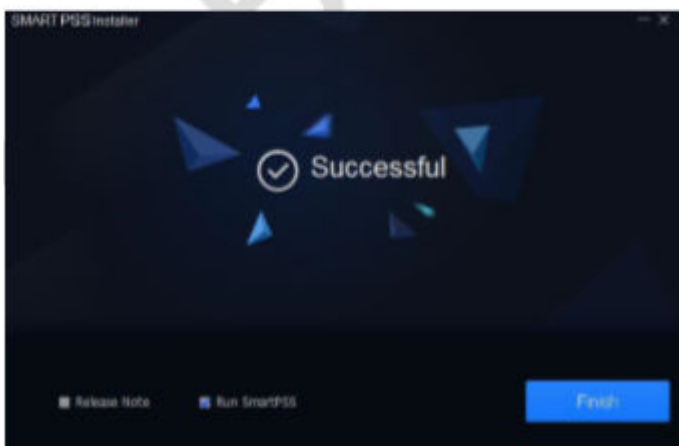 SMART PSS Installer
Successful
Release Note Run SmartPSS
Finish